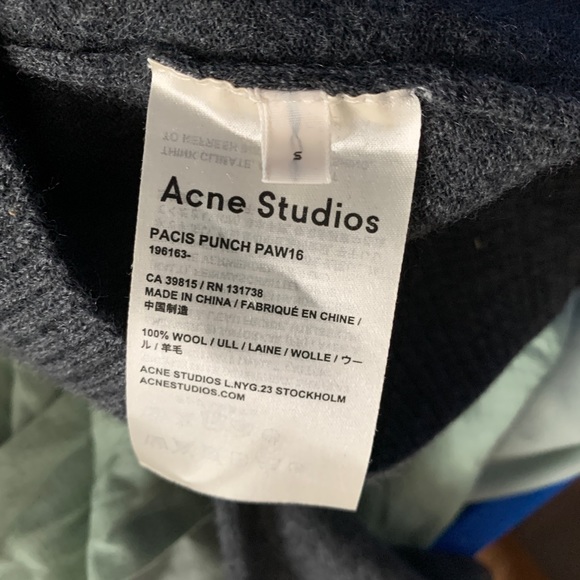 S
Acne Studios
PACIS PUNCH PAW16
196163-
CA 39815 / RN 131738
MADE IN CHINA / FABRIQUÉ EN CHINE /
中国制造
100% WOOL / ULL / LAINE / WOLLE / ウー
ル / 羊毛
ACNE STUDIOS L.NYG.23 STOCKHOLM
ACNESTUDIOS.COM